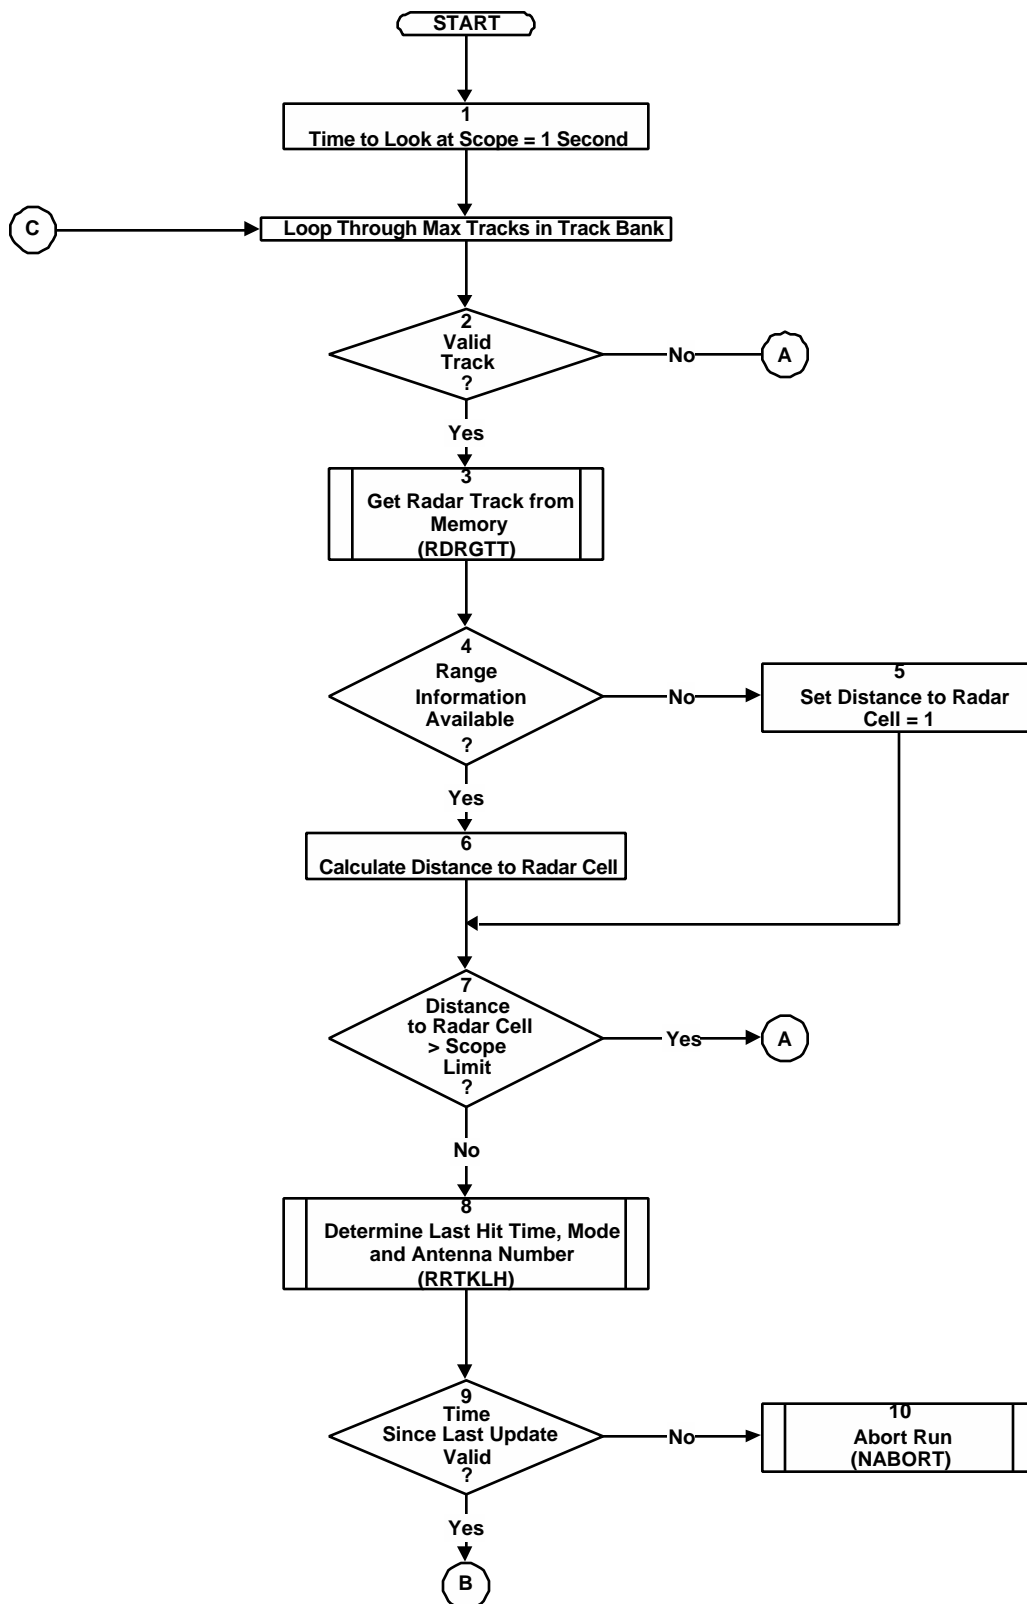 START
1
Time to Look at Scope = 1 Second
C
Loop Through Max Tracks in Track Bank
2
Valid
Track
?
No
A
Yes
3
Get Radar Track from
Memory
(RDRGTT)
4
Range
Information
Available
?
No
5
Set Distance to Radar
Cell = 1
Yes
6
Calculate Distance to Radar Cell
7
Distance
to Radar Cell
> Scope
Limit
?
Yes
A
No
8
Determine Last Hit Time, Mode
and Antenna Number
(RRTKLH)
9
Time
Since Last Update
Valid
?
No
10
Abort Run
(NABORT)
Yes
B